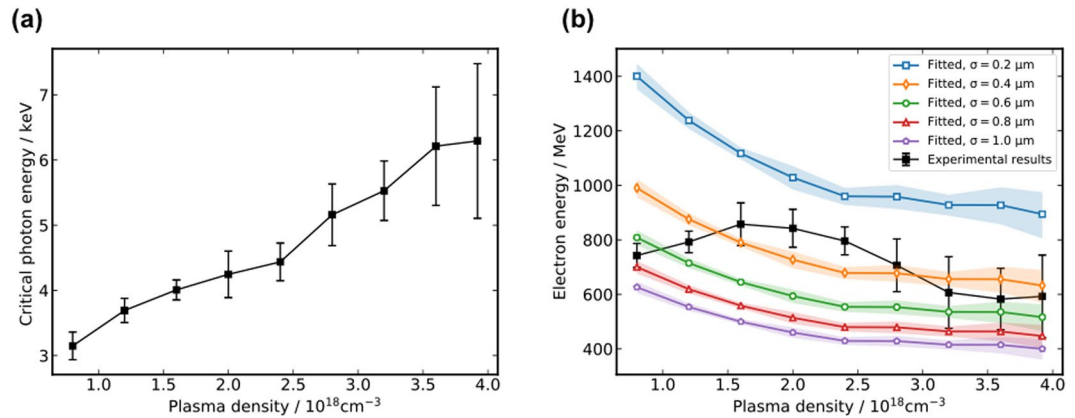 (a)
(b)
7
6
5
4
3
Critical photon energy / keV
1.0 1.5 2.0 2.5 3.0 3.5 4.0
Plasma density / 10¹⁸cm⁻³
1400
1200
1000
800
600
400
Electron energy / MeV
Fitted, σ = 0.2 μm
Fitted, σ = 0.4 μm
Fitted, σ = 0.6 μm
Fitted, σ = 0.8 μm
Fitted, σ = 1.0 μm
Experimental results
1.0 1.5 2.0 2.5 3.0 3.5 4.0
Plasma density / 10¹⁸cm⁻³